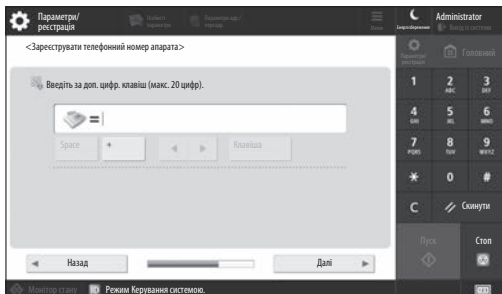 Параметри/
реєстрація
Administrator
<Зареєструвати телефонний номер апарата>
Головний
Введіть за доп. цифр. клавіш (макс. 20 цифр).
=
Space
+
Клавіша
1
2 ABC
3 DEF
4 GHI
5 JKL
6 MNO
7 PQRS
8 TUV
9 WXYZ
*
0
#
C
Скинути
Пуск
Стоп
Назад
Далі
Монітор стану
Режим Керування системою.